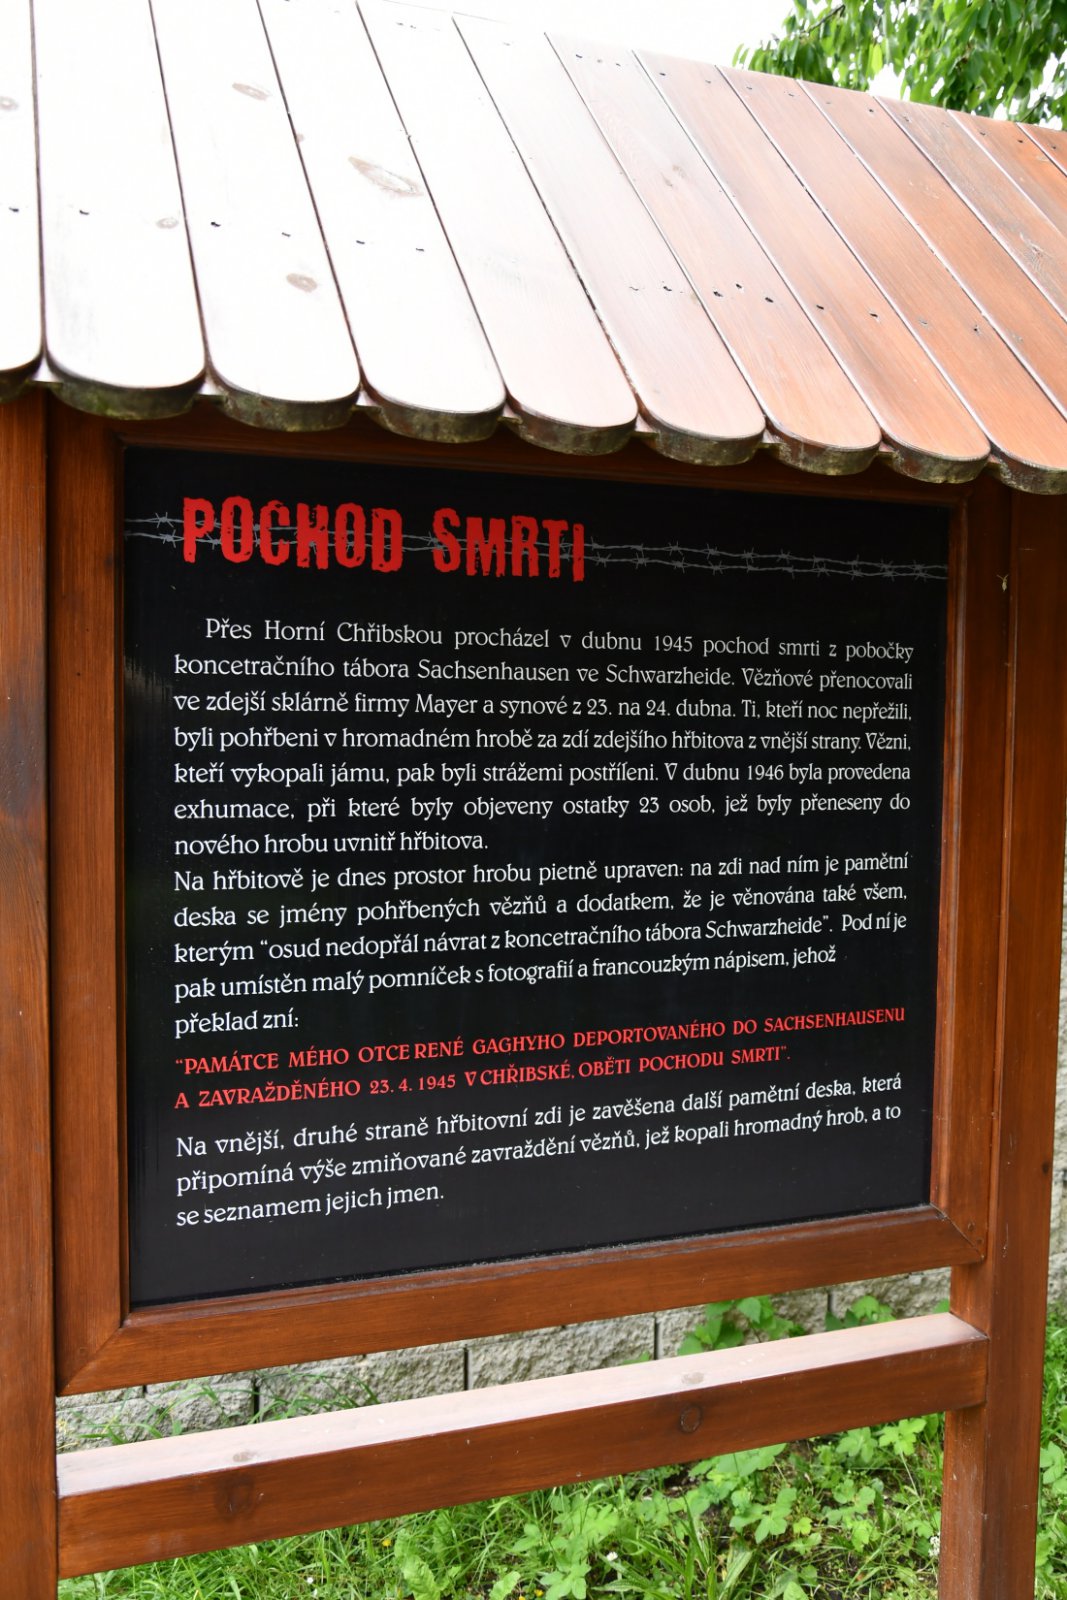 POCHOD SMRTI
Přes Horní Chřibskou procházel v dubnu 1945 pochod smrti z pobočky
koncetračního tábora Sachsenhausen ve Schwarzheide. Vězňové přenocovali
ve zdejší sklárně firmy Mayer a synové z 23. na 24. dubna. Ti, kteří noc nepřežili,
byli pohřbeni v hromadném hrobě za zdí zdejšího hřbitova z vnější strany. Vězni,
kteří vykopali jámu, pak byli strážemi postříleni. V dubnu 1946 byla provedena
exhumace, při které byly objeveny ostatky 23 osob, jež byly přeneseny do
nového hrobu uvnitř hřbitova.
Na hřbitově je dnes prostor hrobu pietně upraven: na zdi nad ním je pamětní
deska se jmény pohřbených vězňů a dodatkem, že je věnována také všem,
kterým “osud nedopřál návrat z koncetračního tábora Schwarzheide”. Pod ní je
pak umístěn malý pomníček s fotografií a francouzkým nápisem, jehož
překlad zní:
“PAMÁTCE MÉHO OTCE RENÉ GAGHYHO DEPORTOVANÉHO DO SACHSENHAUSENU
A ZAVRAŽDĚNÉHO 23. 4. 1945 V CHŘIBSKÉ, OBĚTI POCHODU SMRTI”.
Na vnější, druhé straně hřbitovní zdi je zavěšena další pamětní deska, která
připomíná výše zmiňované zavraždění vězňů, jež kopali hromadný hrob, a to
se seznamem jejich jmen.